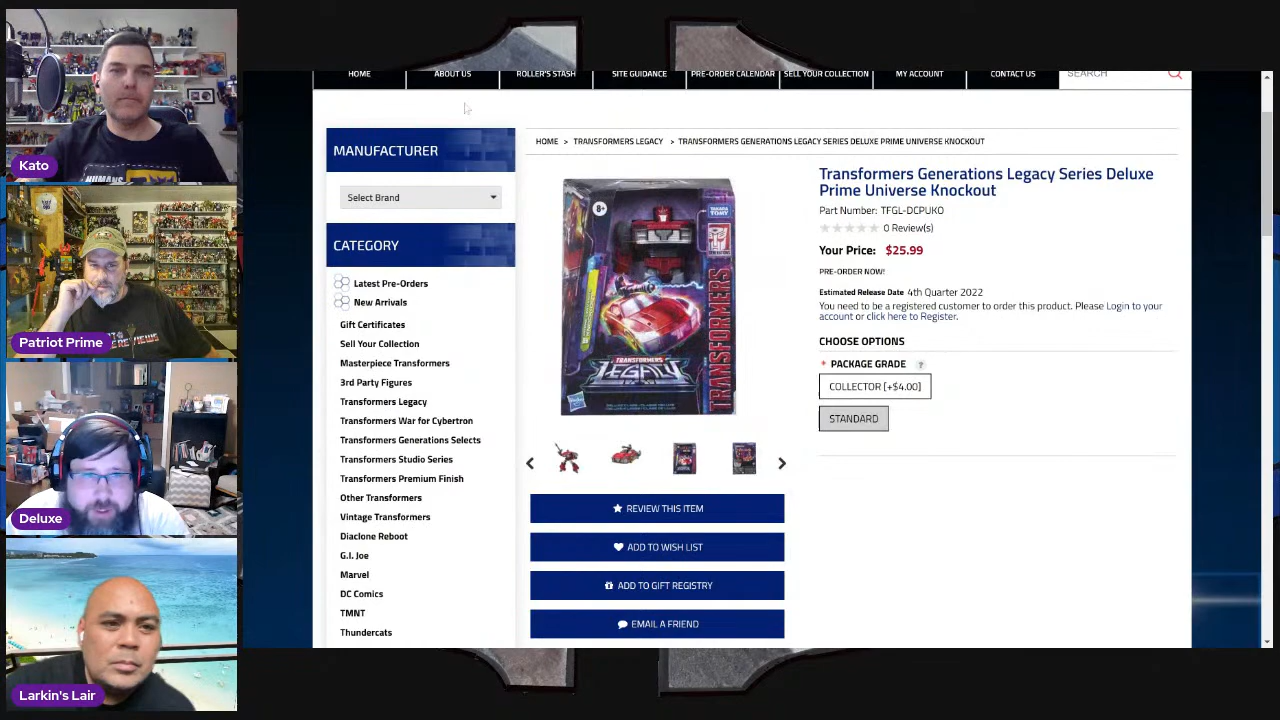 Kato
Patriot Prime
Deluxe
Larkin's Lair
HUMANS
REVIEWS
HOME
ABOUT US
ROLLER'S STASH
SITE GUIDANCE
PRE-ORDER CALENDAR
SELL YOUR COLLECTION
MY ACCOUNT
CONTACT US
SEARCH
MANUFACTURER
Select Brand
CATEGORY
Latest Pre-Orders
New Arrivals
Gift Certificates
Sell Your Collection
Masterpiece Transformers
3rd Party Figures
Transformers Legacy
Transformers War for Cybertron
Transformers Generations Selects
Transformers Studio Series
Transformers Premium Finish
Other Transformers
Vintage Transformers
Diaclone Reboot
G.I. Joe
Marvel
DC Comics
TMNT
Thundercats
HOME > TRANSFORMERS LEGACY > TRANSFORMERS GENERATIONS LEGACY SERIES DELUXE PRIME UNIVERSE KNOCKOUT
8+
TAKARA
TOMY
TRANSFORMERS
TRANSFORMERS
LEGACY
Hasbro
REVIEW THIS ITEM
ADD TO WISH LIST
ADD TO GIFT REGISTRY
EMAIL A FRIEND
Transformers Generations Legacy Series Deluxe
Prime Universe Knockout
Part Number: TFGL-DCPUKO
0 Review(s)
Your Price: $25.99
PRE-ORDER NOW!
Estimated Release Date 4th Quarter 2022
You need to be a registered customer to order this product. Please Login to your
account or click here to Register.
CHOOSE OPTIONS
* PACKAGE GRADE ?
COLLECTOR [+$4.00]
STANDARD